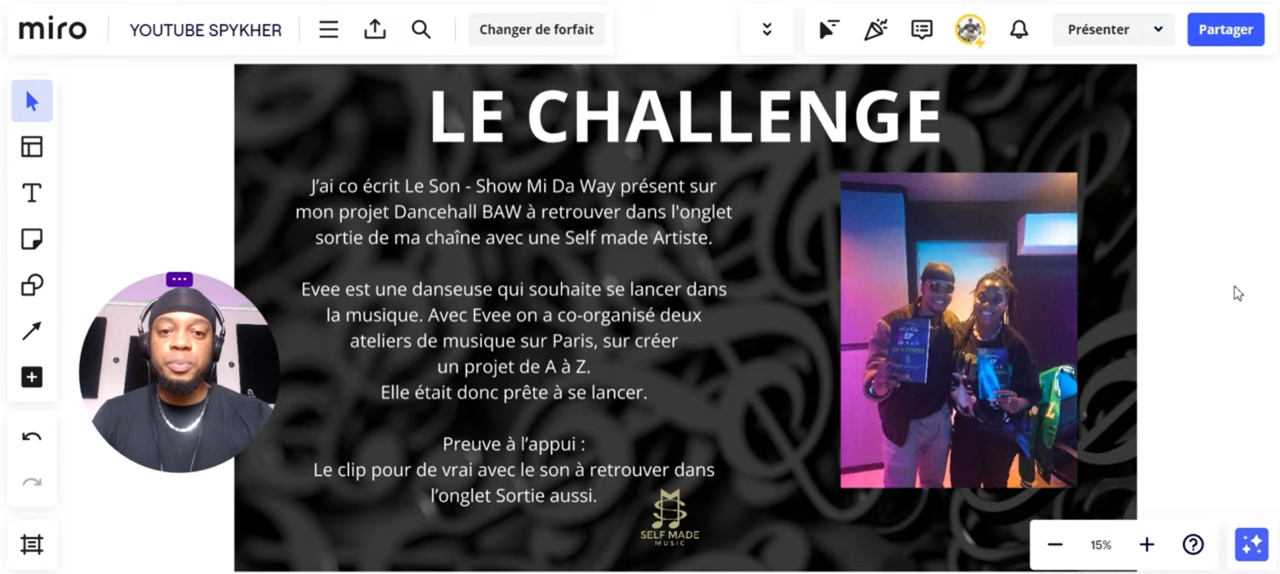 miro
YOUTUBE SPYKHER
Changer de forfait
Présenter
Partager
LE CHALLENGE
J’ai co écrit Le Son - Show Mi Da Way présent sur
mon projet Dancehall BAW à retrouver dans l'onglet
sortie de ma chaîne avec une Self made Artiste.
Evee est une danseuse qui souhaite se lancer dans
la musique. Avec Evee on a co-organisé deux
ateliers de musique sur Paris, sur créer
un projet de A à Z.
Elle était donc prête à se lancer.
Preuve à l’appui :
Le clip pour de vrai avec le son à retrouver dans
l’onglet Sortie aussi.
SELF MADE
MUSIC
15%